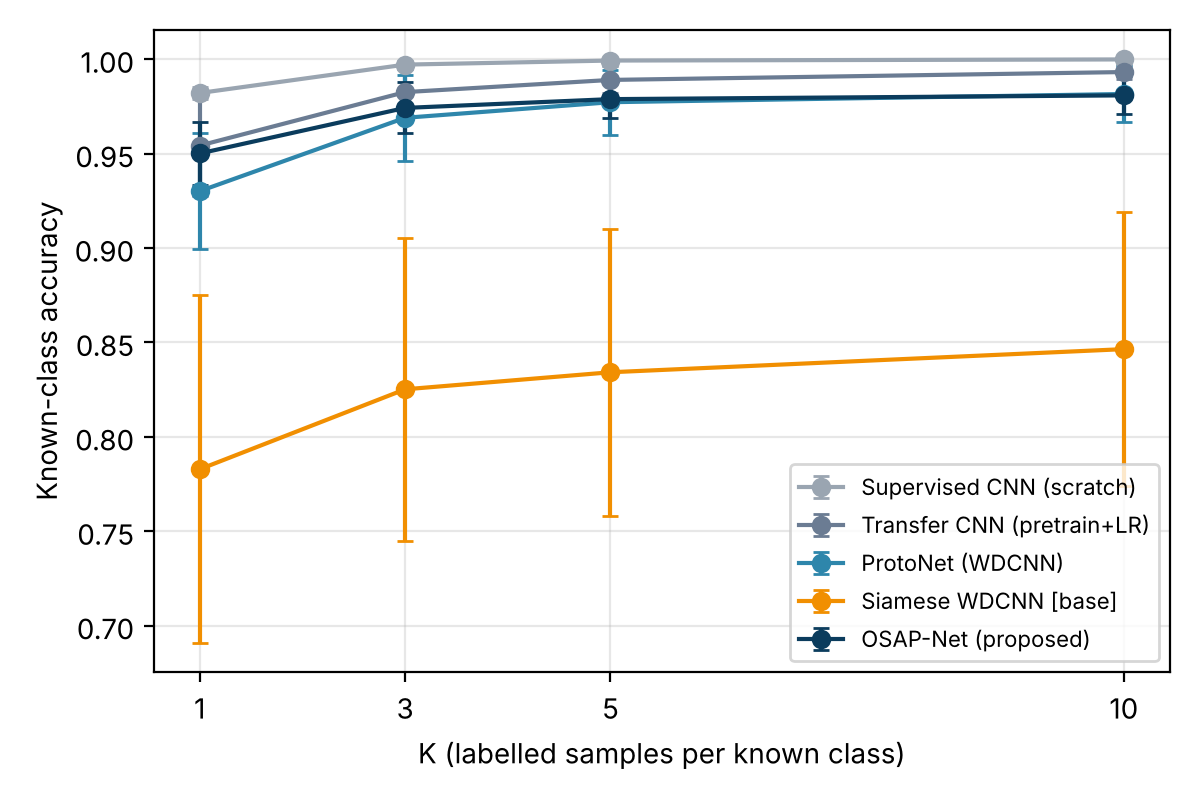 1.00
0.95
0.90
0.85
0.80
0.75
0.70
Known-class accuracy
Supervised CNN (scratch)
Transfer CNN (pretrain+LR)
ProtoNet (WDCNN)
Siamese WDCNN [base]
OSAP-Net (proposed)
1 3 5 10
K (labelled samples per known class)